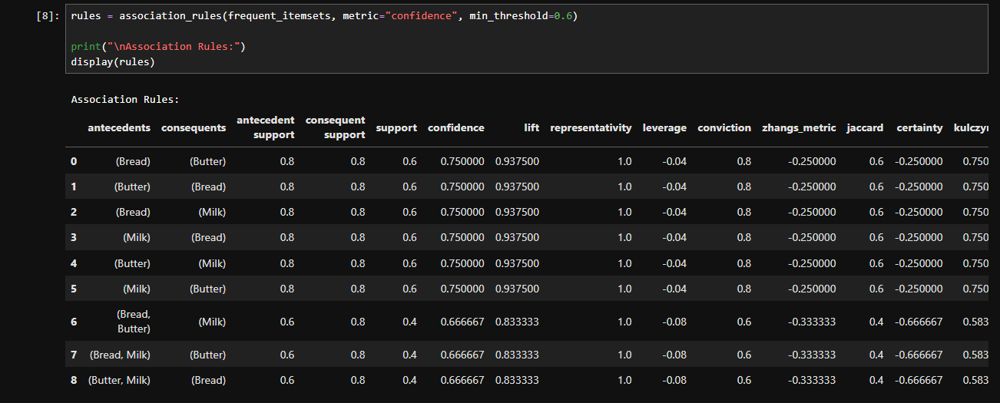 [8]: rules = association_rules(frequent_itemsets, metric="confidence", min_threshold=0.6)
print("\nAssociation Rules:")
display(rules)
Association Rules:
antecedents consequents antecedent support consequent support support confidence lift representativity leverage conviction zhangs_metric jaccard certainty kulczy
0 (Bread) (Butter) 0.8 0.8 0.6 0.750000 0.937500 1.0 -0.04 0.8 -0.250000 0.6 -0.250000 0.750
1 (Butter) (Bread) 0.8 0.8 0.6 0.750000 0.937500 1.0 -0.04 0.8 -0.250000 0.6 -0.250000 0.750
2 (Bread) (Milk) 0.8 0.8 0.6 0.750000 0.937500 1.0 -0.04 0.8 -0.250000 0.6 -0.250000 0.750
3 (Milk) (Bread) 0.8 0.8 0.6 0.750000 0.937500 1.0 -0.04 0.8 -0.250000 0.6 -0.250000 0.750
4 (Butter) (Milk) 0.8 0.8 0.6 0.750000 0.937500 1.0 -0.04 0.8 -0.250000 0.6 -0.250000 0.750
5 (Milk) (Butter) 0.8 0.8 0.6 0.750000 0.937500 1.0 -0.04 0.8 -0.250000 0.6 -0.250000 0.750
6 (Bread, Butter) (Milk) 0.6 0.8 0.4 0.666667 0.833333 1.0 -0.08 0.6 -0.333333 0.4 -0.666667 0.583
7 (Bread, Milk) (Butter) 0.6 0.8 0.4 0.666667 0.833333 1.0 -0.08 0.6 -0.333333 0.4 -0.666667 0.583
8 (Butter, Milk) (Bread) 0.6 0.8 0.4 0.666667 0.833333 1.0 -0.08 0.6 -0.333333 0.4 -0.666667 0.583